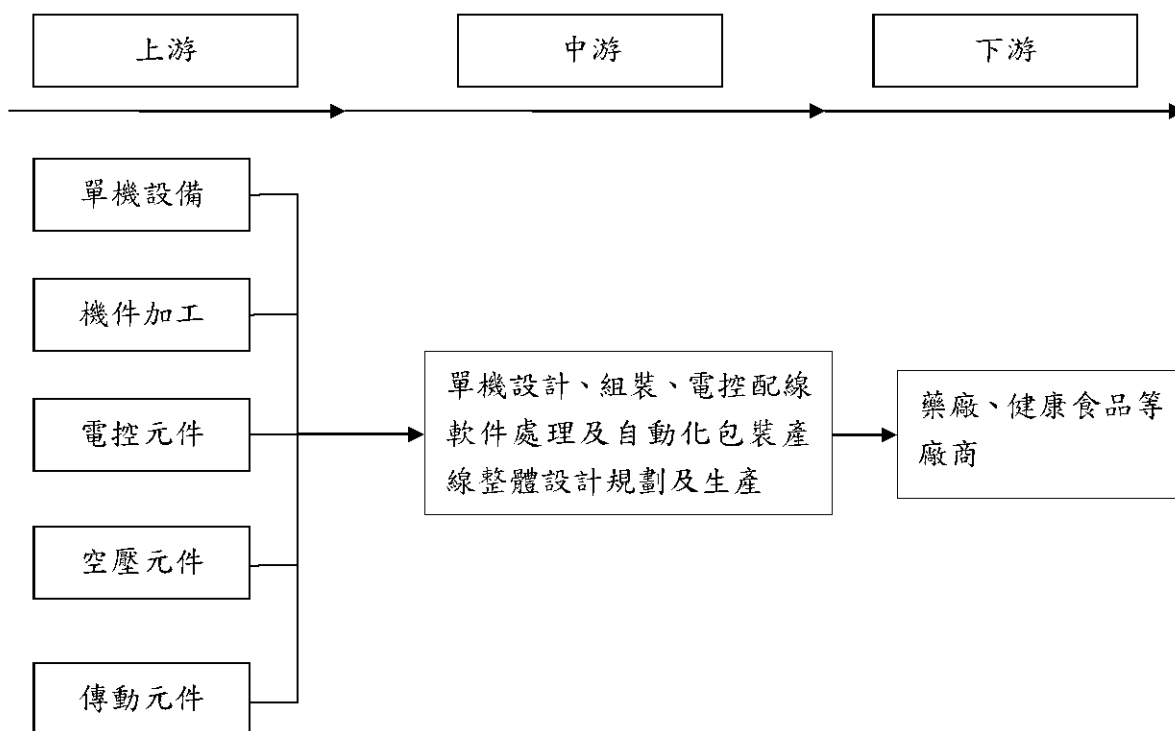 上游
中游
下游
單機設備
機件加工
電控元件
空壓元件
傳動元件
單機設計、組裝、電控配線
軟件處理及自動化包裝產
線整體設計規劃及生產
藥廠、健康食品等
廠商